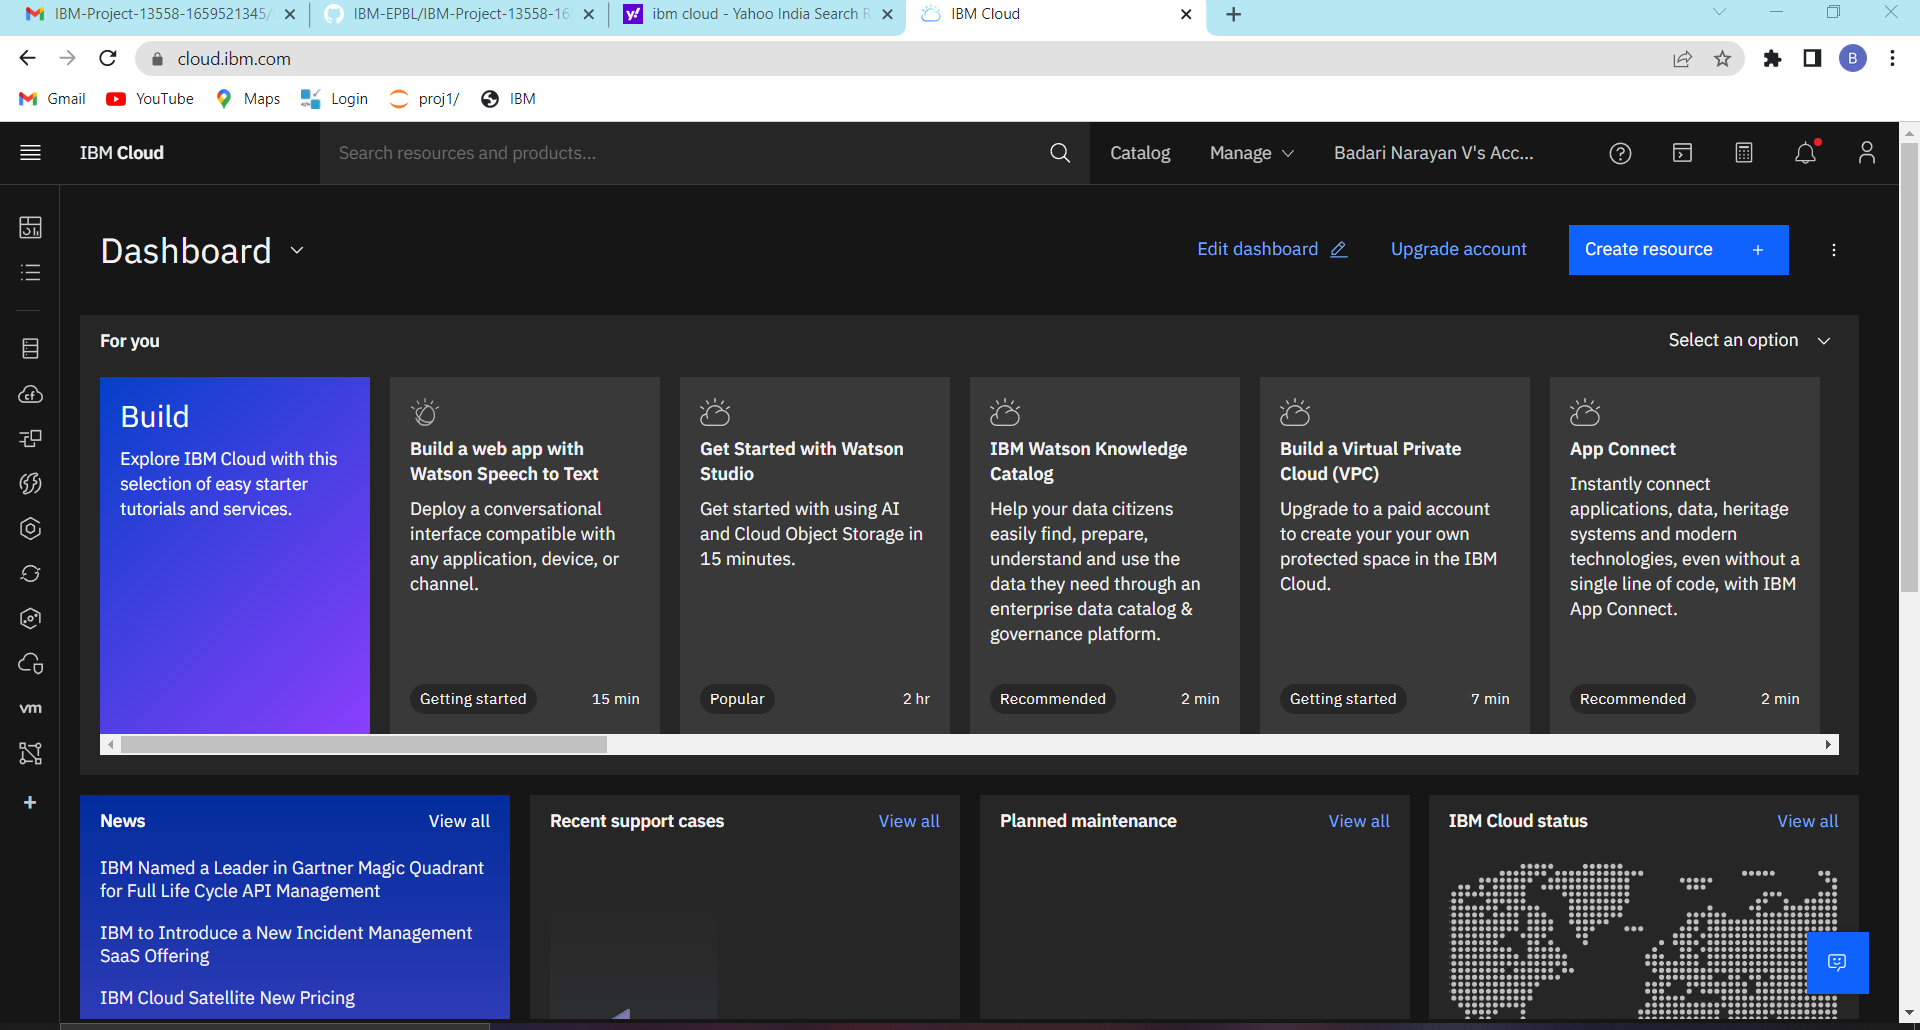 IBM-Project-13558-1659521345/
IBM-EPBL/IBM-Project-13558-16
ibm cloud - Yahoo India Search R
IBM Cloud
cloud.ibm.com
B
Gmail
YouTube
Maps
Login
proj1/
IBM
IBM Cloud
Search resources and products...
Catalog
Manage
Badari Narayan V's Acc...
Dashboard
Edit dashboard
Upgrade account
Create resource +
For you
Select an option
Build
Explore IBM Cloud with this
selection of easy starter
tutorials and services.
Build a web app with
Watson Speech to Text
Deploy a conversational
interface compatible with
any application, device, or
channel.
Getting started
15 min
Get Started with Watson
Studio
Get started with using AI
and Cloud Object Storage in
15 minutes.
Popular
2 hr
IBM Watson Knowledge
Catalog
Help your data citizens
easily find, prepare,
understand and use the
data they need through an
enterprise data catalog &
governance platform.
Recommended
2 min
Build a Virtual Private
Cloud (VPC)
Upgrade to a paid account
to create your your own
protected space in the IBM
Cloud.
Getting started
7 min
App Connect
Instantly connect
applications, data, heritage
systems and modern
technologies, even without a
single line of code, with IBM
App Connect.
Recommended
2 min
cf
vm
News
View all
IBM Named a Leader in Gartner Magic Quadrant
for Full Life Cycle API Management
IBM to Introduce a New Incident Management
SaaS Offering
IBM Cloud Satellite New Pricing
Recent support cases
View all
Planned maintenance
View all
IBM Cloud status
View all